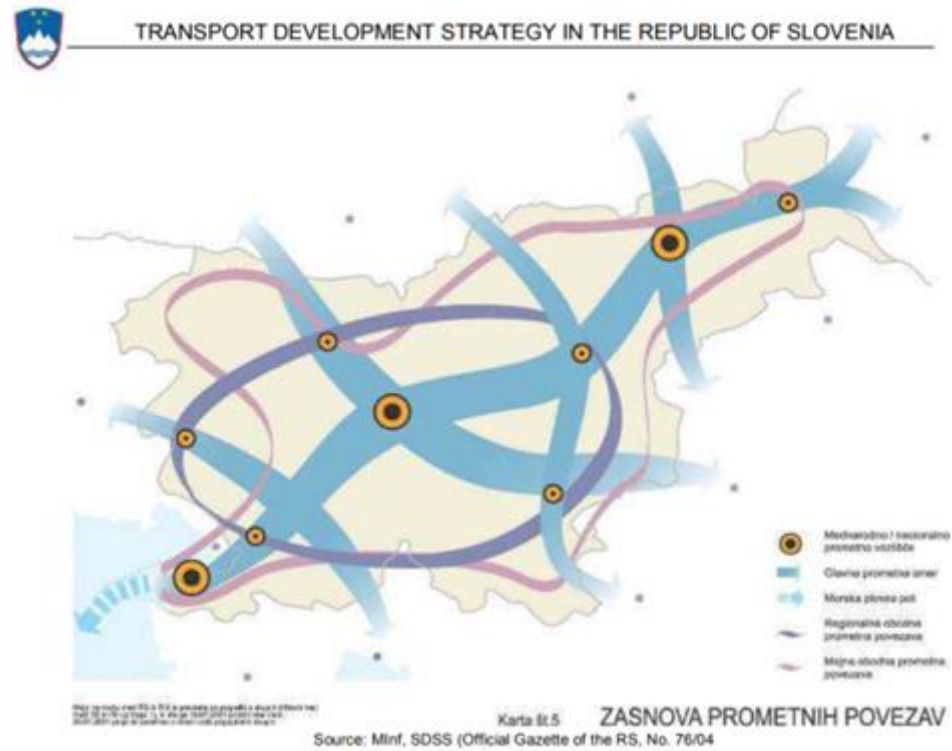 TRANSPORT DEVELOPMENT STRATEGY IN THE REPUBLIC OF SLOVENIA
Mednarodno / nacionalno
prometno vozlišče
Glavna prometna smer
Morska plovna pot
Regionalna obodna
prometna povezava
Mejna obodna prometna
povezava
Karta št.5 ZASNOVA PROMETNIH POVEZAV
Source: MInf, SDSS (Official Gazette of the RS, No. 76/04